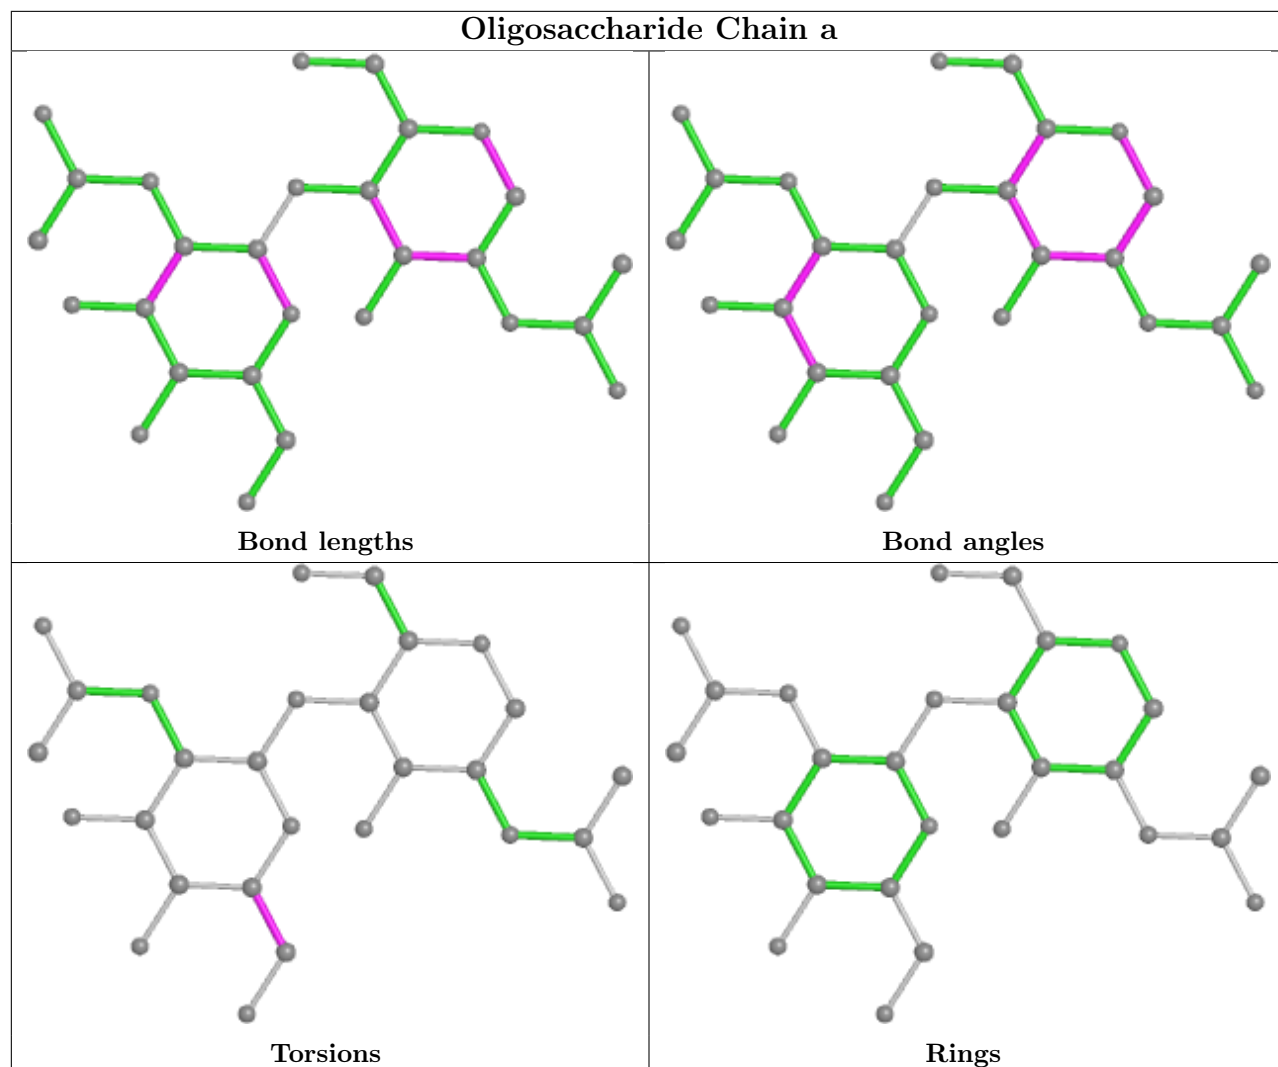 Oligosaccharide Chain a
Bond lengths
Bond angles
Torsions
Rings